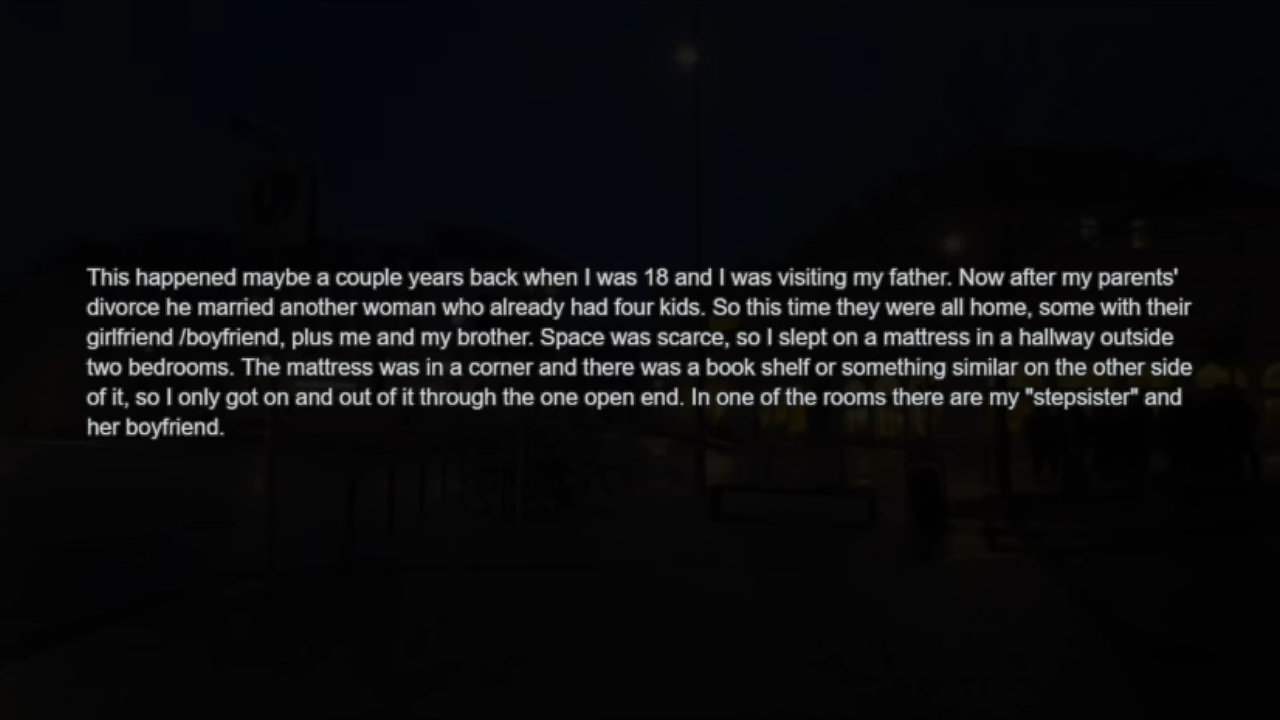 This happened maybe a couple years back when I was 18 and I was visiting my father. Now after my parents'
divorce he married another woman who already had four kids. So this time they were all home, some with their
girlfriend /boyfriend, plus me and my brother. Space was scarce, so I slept on a mattress in a hallway outside
two bedrooms. The mattress was in a corner and there was a book shelf or something similar on the other side
of it, so I only got on and out of it through the one open end. In one of the rooms there are my "stepsister" and
her boyfriend.